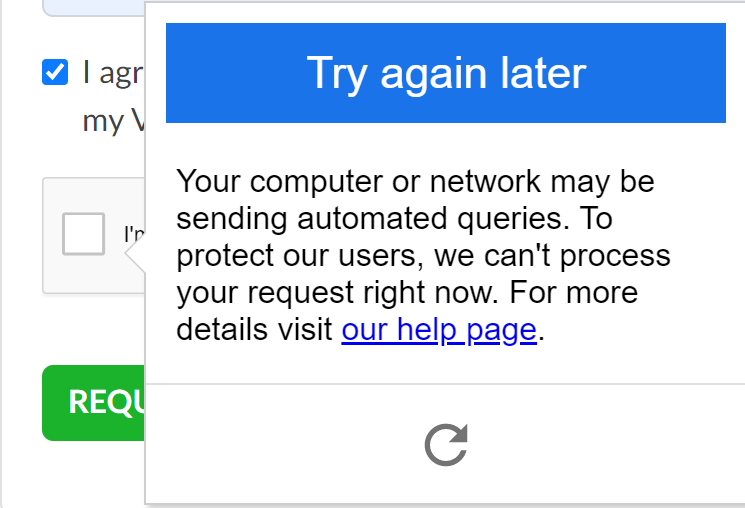 Try again later
I agr
my V
Your computer or network may be
sending automated queries. To
protect our users, we can't process
your request right now. For more
details visit our help page.
I'm
REQU